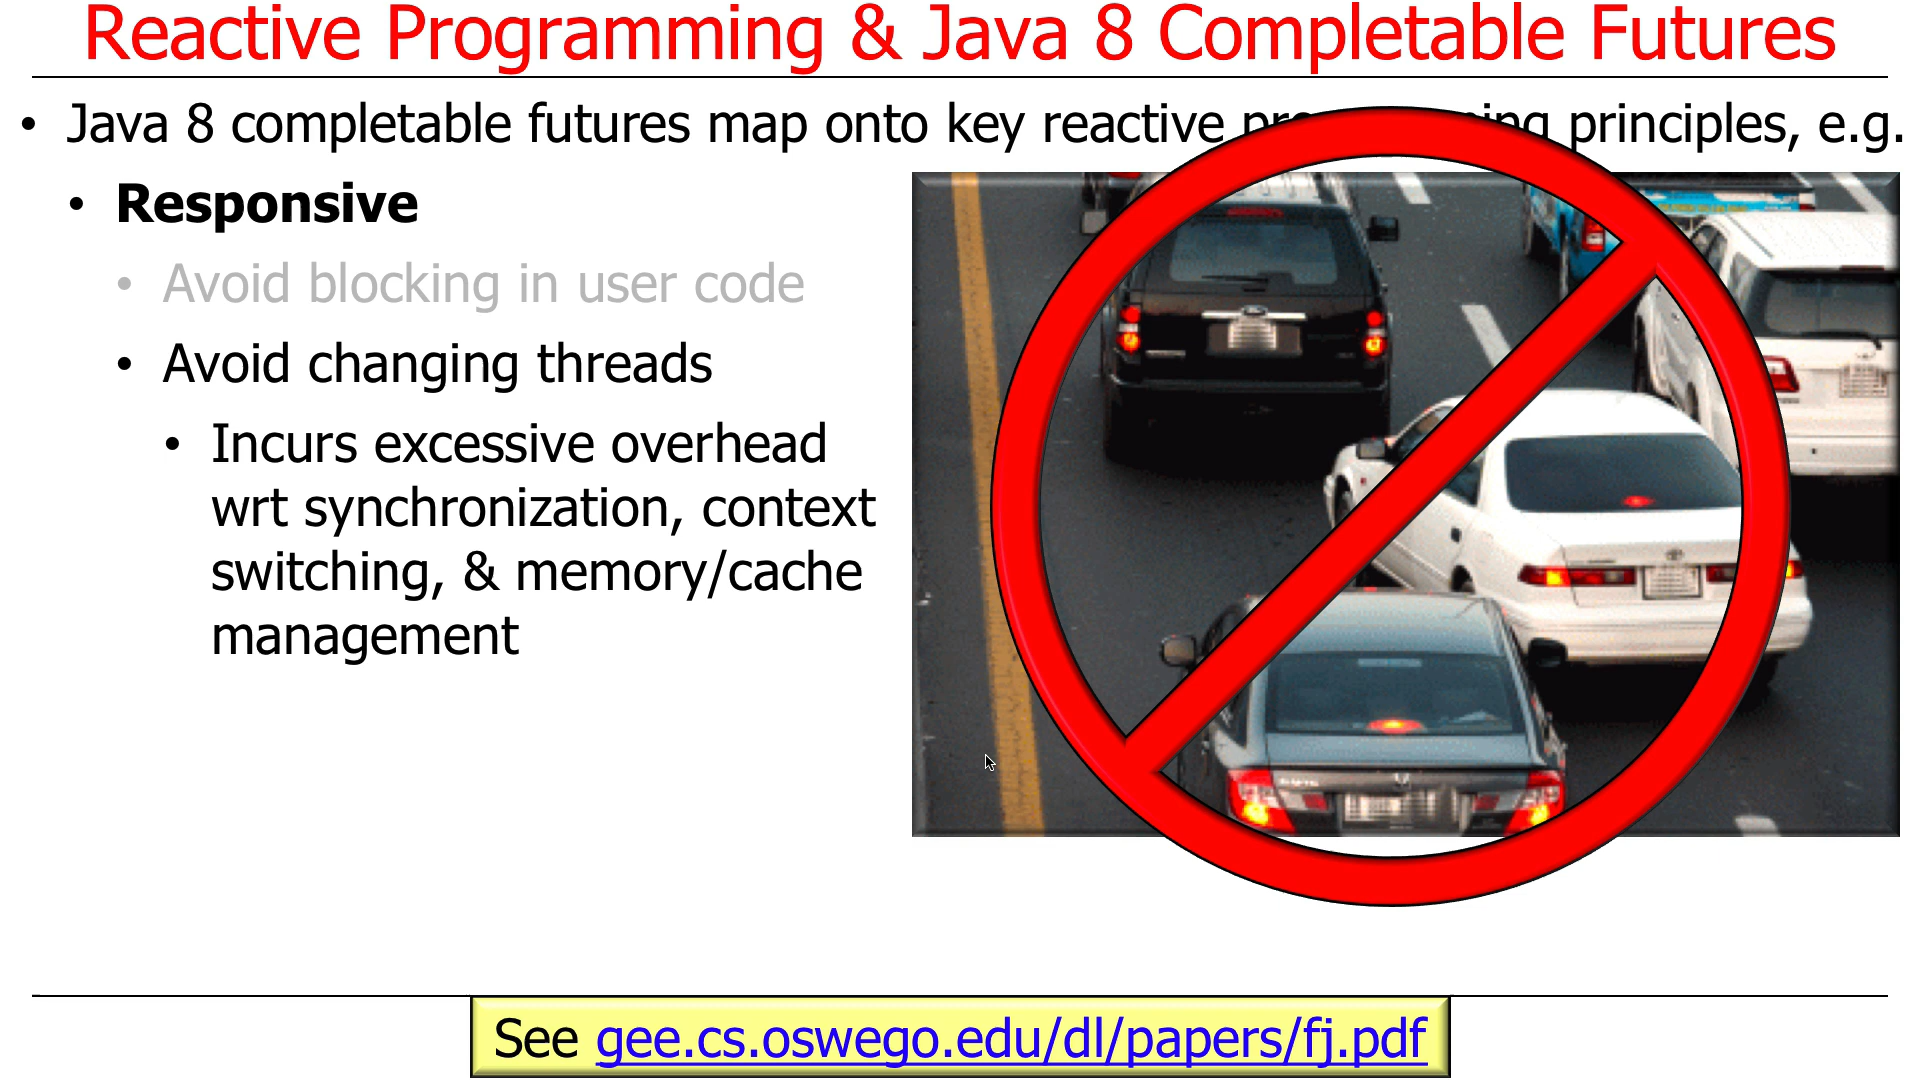 Reactive Programming & Java 8 Completable Futures
• Java 8 completable futures map onto key reactive programming principles, e.g.
• Responsive
• Avoid blocking in user code
• Avoid changing threads
• Incurs excessive overhead
wrt synchronization, context
switching, & memory/cache
management
See gee.cs.oswego.edu/dl/papers/fj.pdf